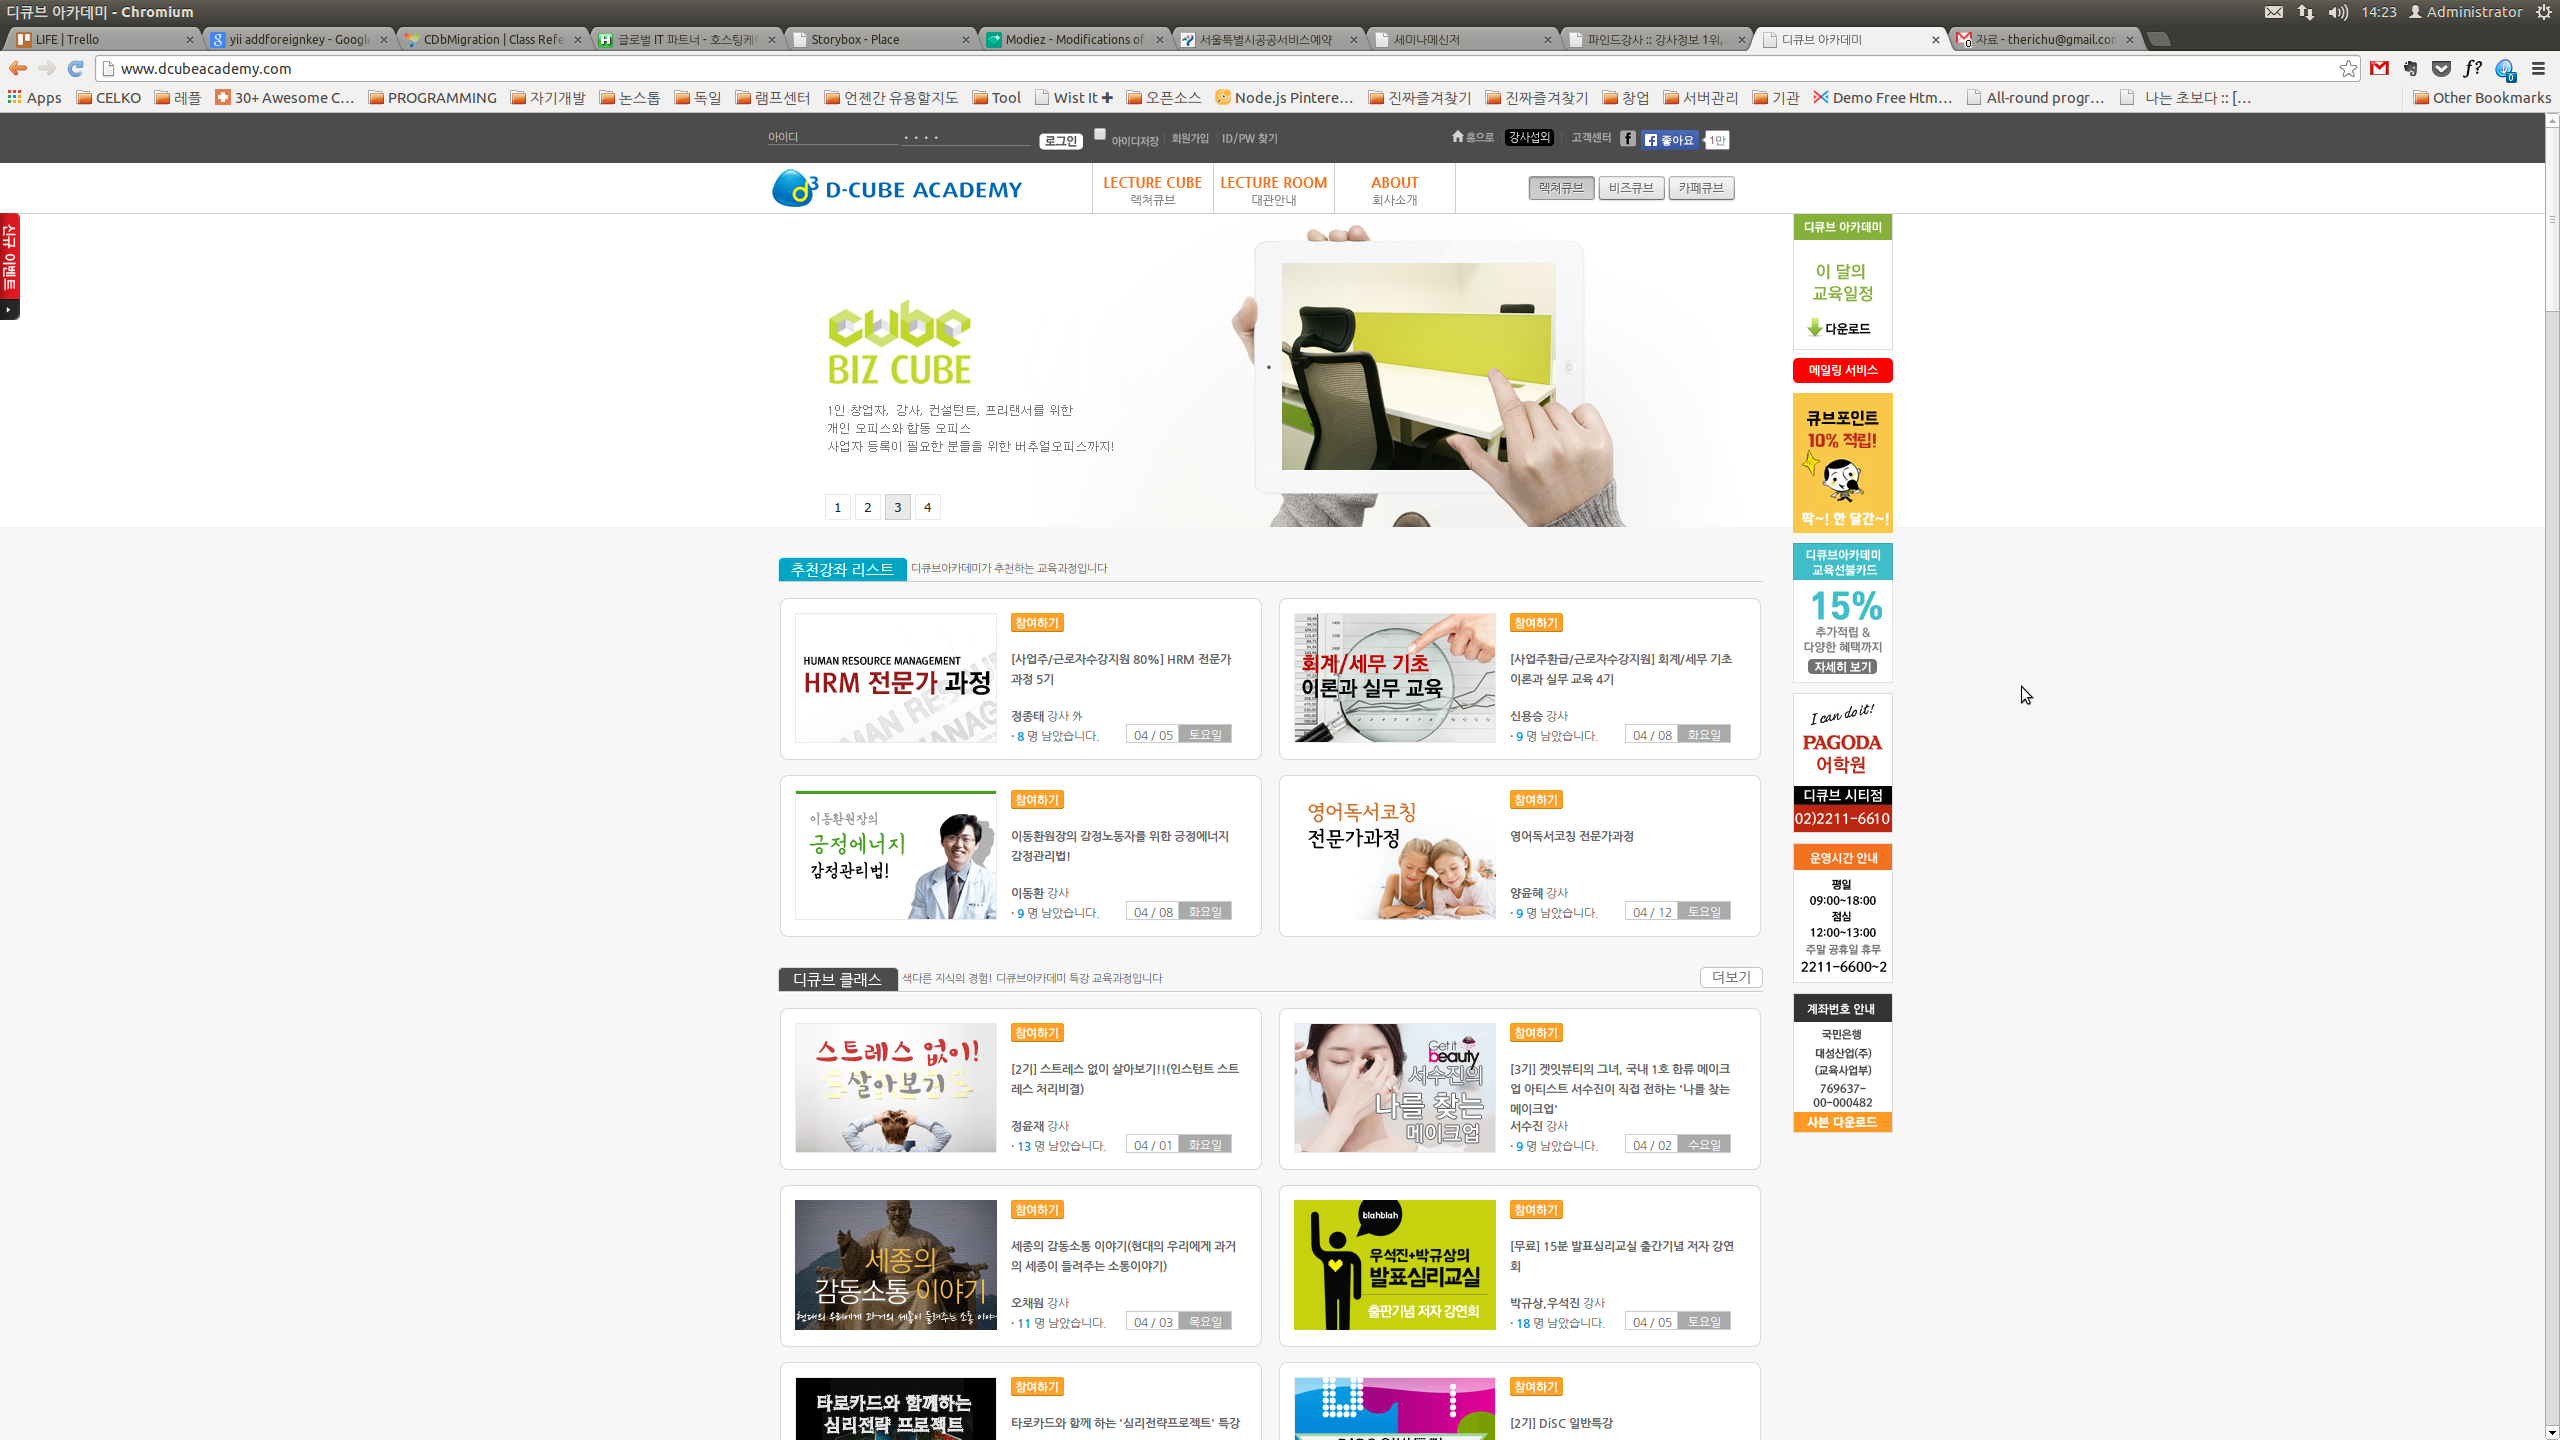 디큐브 아카데미 - Chromium
14:23 Administrator
LIFE | Trello
yii addforeignkey - Googl
CDbMigration | Class Refe
글로벌 IT 파트너 - 호스팅케
Storybox - Place
Modiez - Modifications of
서울특별시공공서비스예약
세미나메신저
파인드강사 :: 강사정보 1위,
디큐브 아카데미
자료 - therichu@gmail.com
www.dcubeacademy.com
Apps
CELKO
레플
30+ Awesome C...
PROGRAMMING
자기개발
논스톱
독일
램프센터
언젠간 유용할지도
Tool
Wist It ✚
오픈소스
Node.js Pintere...
진짜즐겨찾기
진짜즐겨찾기
창업
서버관리
기관
Demo Free Htm...
All-round progr...
나는 초보다 :: [...
Other Bookmarks
아이디
로그인
아이디저장
회원가입
ID/PW 찾기
홈으로
강사섭외
고객센터
좋아요
1만
D-CUBE ACADEMY
LECTURE CUBE
렉쳐큐브
LECTURE ROOM
대관안내
ABOUT
회사소개
렉쳐큐브
비즈큐브
카페큐브
신규 이벤트
cube
BIZ CUBE
1인 창업자, 강사, 컨설턴트, 프리랜서를 위한
개인 오피스와 합동 오피스
사업자 등록이 필요한 분들을 위한 버추얼오피스까지!
1 2 3 4
디큐브 아카데미
이 달의
교육일정
다운로드
메일링 서비스
큐브포인트
10% 적립!
딱~! 한 달간~!
디큐브아카데미
교육선불카드
15%
추가적립 &
다양한 혜택까지
자세히 보기
I can do it!
PAGODA
어학원
디큐브 시티점
02)2211-6610
운영시간 안내
평일
09:00~18:00
점심
12:00~13:00
주말 공휴일 휴무
2211-6600~2
계좌번호 안내
국민은행
대성산업(주)
(교육사업부)
769637-
00-000482
사본 다운로드
추천강좌 리스트
디큐브아카데미가 추천하는 교육과정입니다
HUMAN RESOURCE MANAGEMENT
HRM 전문가 과정
참여하기
[사업주/근로자수강지원 80%] HRM 전문가
과정 5기
정종태 강사 外
· 8 명 남았습니다.
04 / 05 토요일
회계/세무 기초
이론과 실무 교육
참여하기
[사업주환급/근로자수강지원] 회계/세무 기초
이론과 실무 교육 4기
신용승 강사
· 9 명 남았습니다.
04 / 08 화요일
이동환원장의
긍정에너지
감정관리법!
참여하기
이동환원장의 감정노동자를 위한 긍정에너지
감정관리법!
이동환 강사
· 9 명 남았습니다.
04 / 08 화요일
영어독서코칭
전문가과정
참여하기
영어독서코칭 전문가과정
양윤혜 강사
· 9 명 남았습니다.
04 / 12 토요일
디큐브 클래스
색다른 지식의 경험! 디큐브아카데미 특강 교육과정입니다
더보기
스트레스 없이!
살아보기
참여하기
[2기] 스트레스 없이 살아보기!!(인스턴트 스트
레스 처리비결)
정윤재 강사
· 13 명 남았습니다.
04 / 01 화요일
Get it
beauty
서수진의
나를 찾는
메이크업
참여하기
[3기] 겟잇뷰티의 그녀, 국내 1호 한류 메이크
업 아티스트 서수진이 직접 전하는 '나를 찾는
메이크업'
서수진 강사
· 9 명 남았습니다.
04 / 02 수요일
세종의
감동소통 이야기
현대의 우리에게 과거의 세종이 들려주는 소통 이야
참여하기
세종의 감동소통 이야기(현대의 우리에게 과거
의 세종이 들려주는 소통이야기)
오채원 강사
· 11 명 남았습니다.
04 / 03 목요일
blahblah
우석진+박규상의
발표심리교실
출판기념 저자 강연회
참여하기
[무료] 15분 발표심리교실 출간기념 저자 강연
회
박규상,우석진 강사
· 18 명 남았습니다.
04 / 05 토요일
타로카드와 함께하는
심리전략 프로젝트
참여하기
타로카드와 함께 하는 '심리전략프로젝트' 특강
참여하기
[2기] DiSC 일반특강